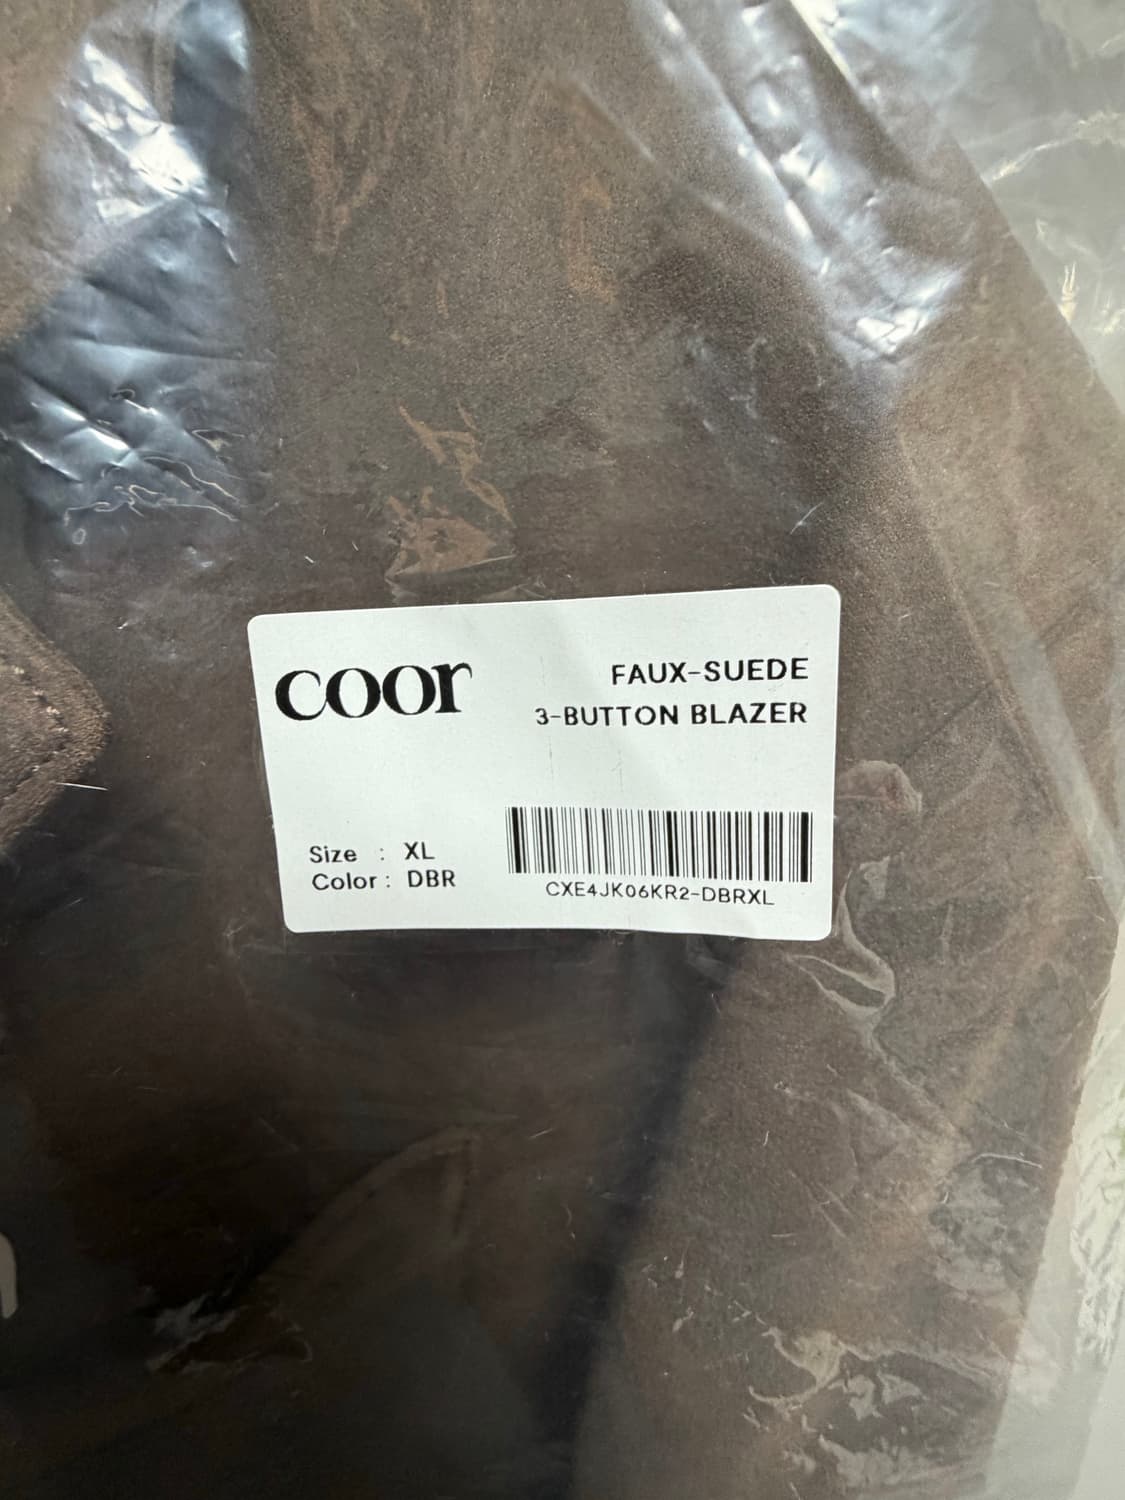 coor
FAUX-SUEDE
3-BUTTON BLAZER
Size : XL
Color : DBR
CXE4JK06KR2-DBRXL